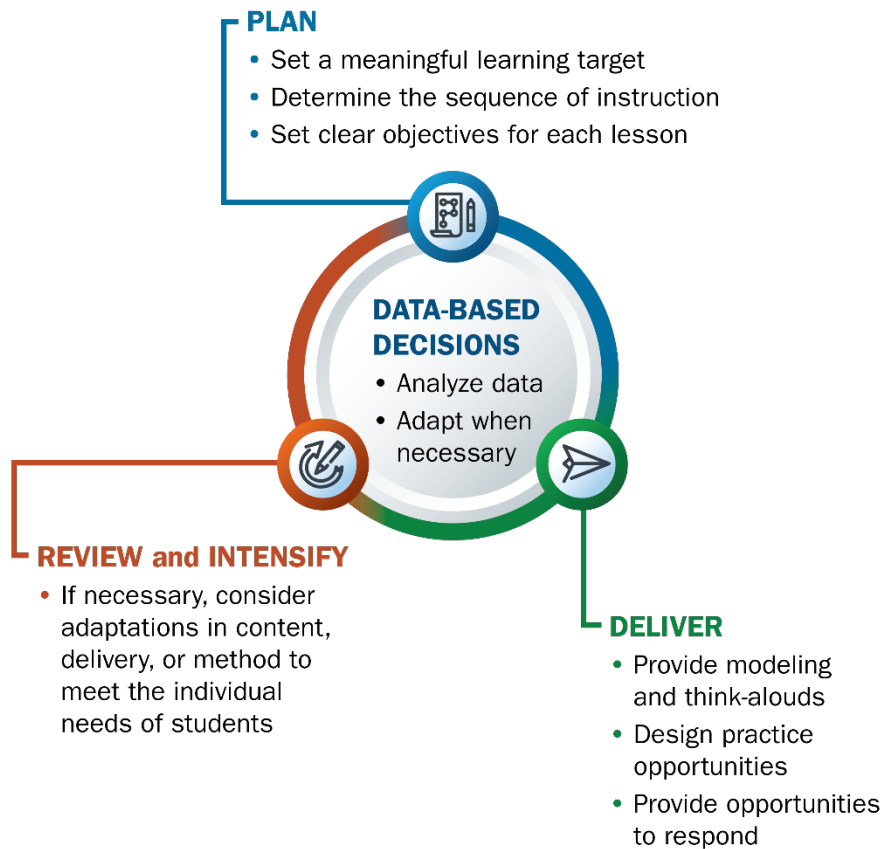 PLAN
• Set a meaningful learning target
• Determine the sequence of instruction
• Set clear objectives for each lesson
DATA-BASED
DECISIONS
• Analyze data
• Adapt when
necessary
REVIEW and INTENSIFY
• If necessary, consider
adaptations in content,
delivery, or method to
meet the individual
needs of students
DELIVER
• Provide modeling
and think-alouds
• Design practice
opportunities
• Provide opportunities
to respond